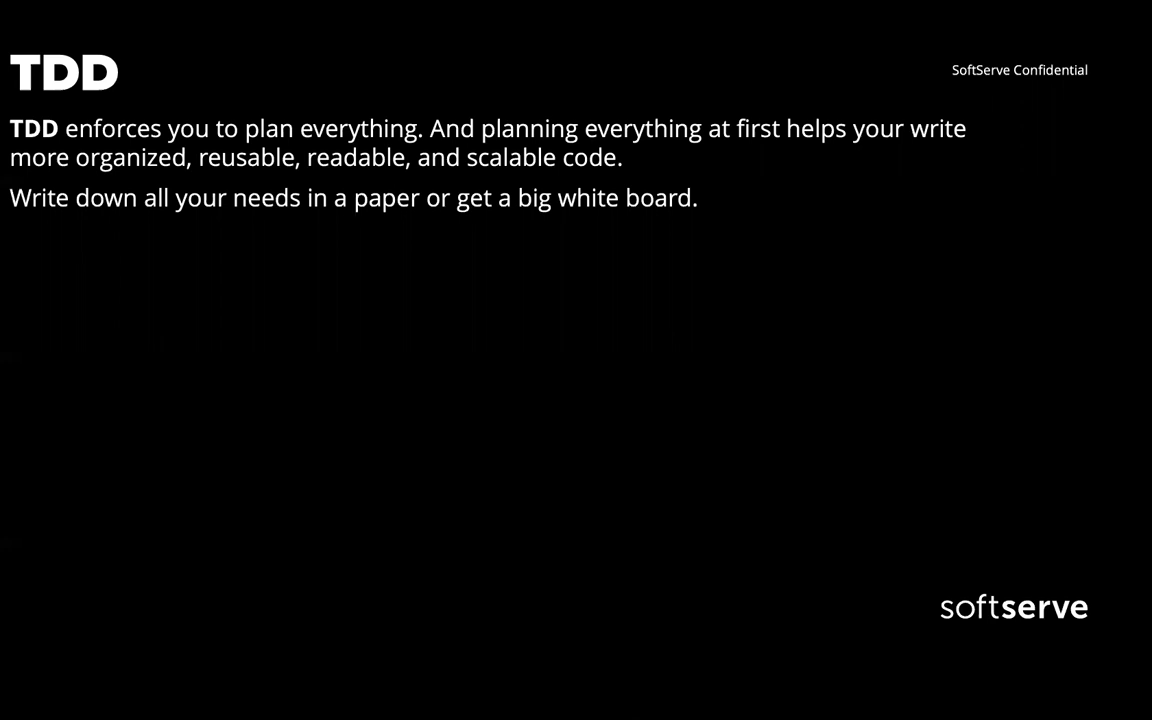 TDD
SoftServe Confidential
TDD enforces you to plan everything. And planning everything at first helps your write
more organized, reusable, readable, and scalable code.
Write down all your needs in a paper or get a big white board.
softserve